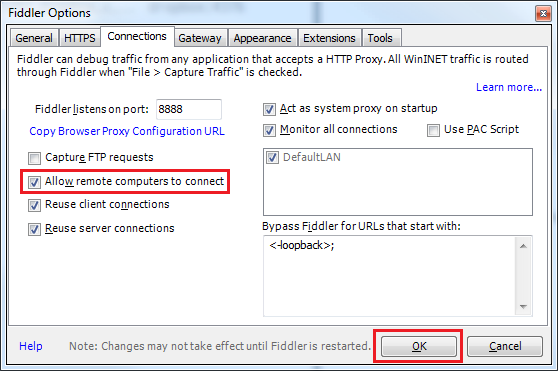 Fiddler Options
General HTTPS Connections Gateway Appearance Extensions Tools
Fiddler can debug traffic from any application that accepts a HTTP Proxy. All WinINET traffic is routed
through Fiddler when "File > Capture Traffic" is checked.
Learn more...
Fiddler listens on port: 8888
Copy Browser Proxy Configuration URL
Capture FTP requests
Allow remote computers to connect
Reuse client connections
Reuse server connections
Act as system proxy on startup
Monitor all connections Use PAC Script
DefaultLAN
Bypass Fiddler for URLs that start with:
<-loopback>;
Help Note: Changes may not take effect until Fiddler is restarted. OK Cancel